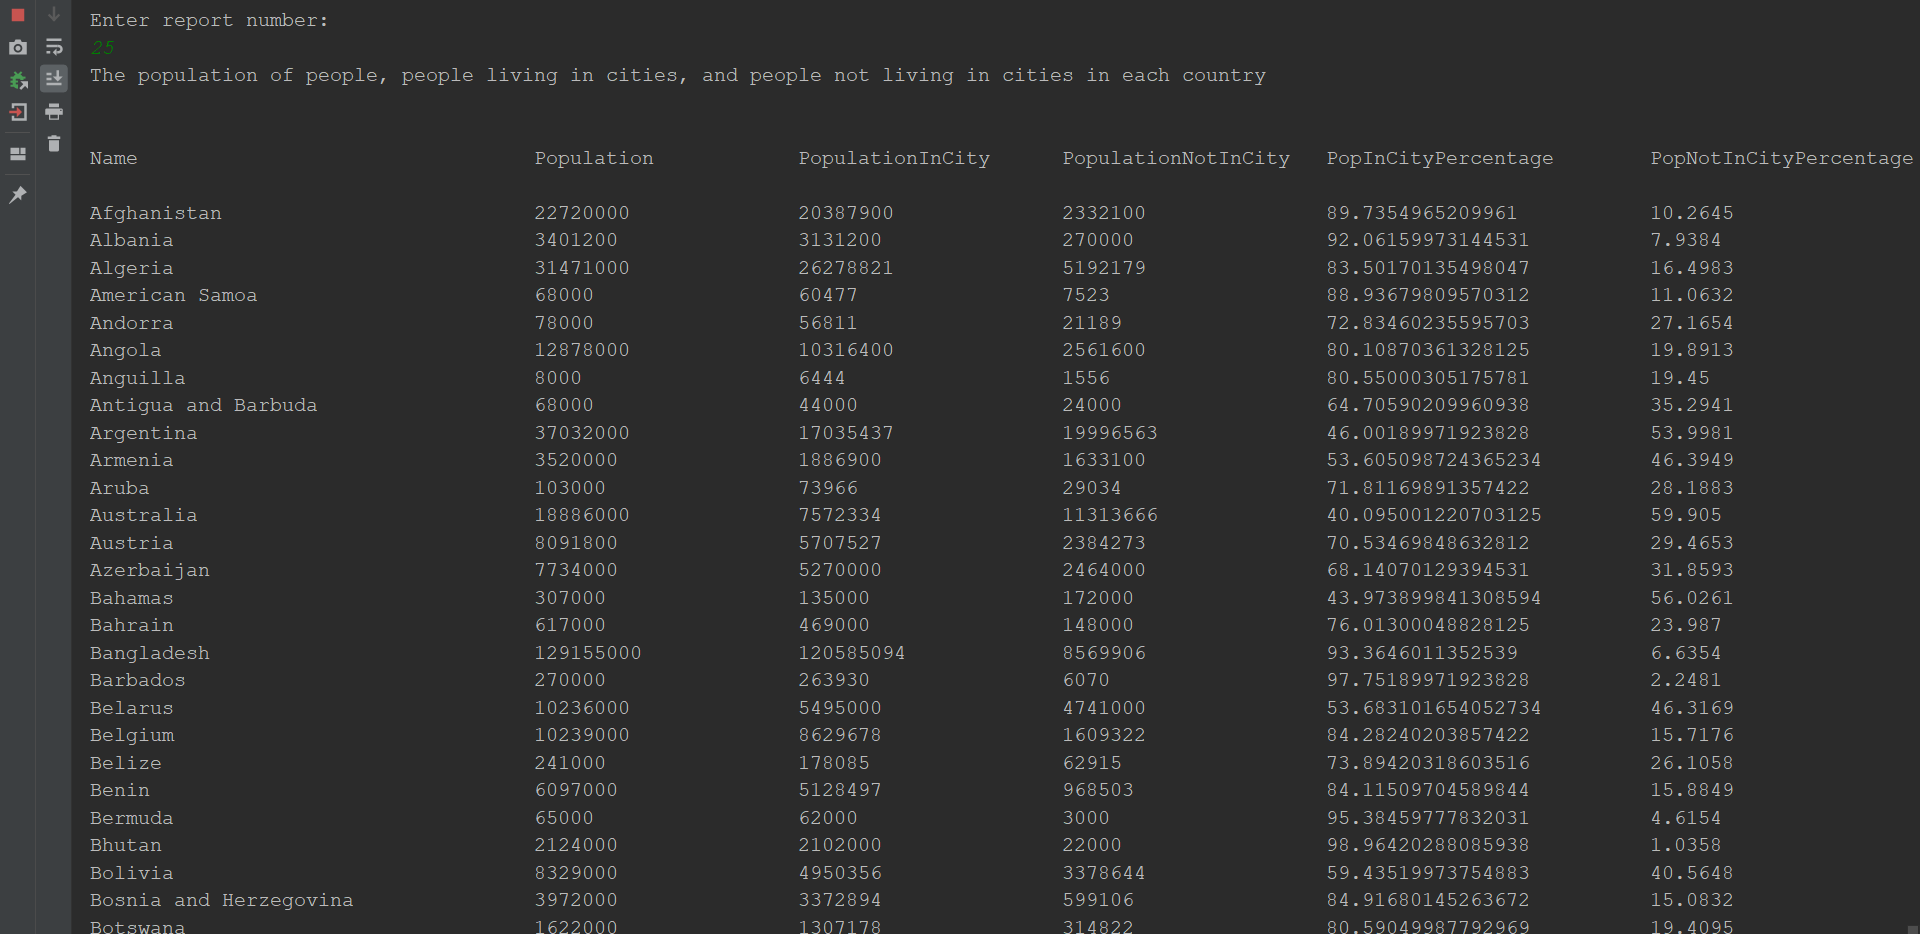 Enter report number:
25
The population of people, people living in cities, and people not living in cities in each country
Name Population PopulationInCity PopulationNotInCity PopInCityPercentage PopNotInCityPercentage
Afghanistan 22720000 20387900 2332100 89.7354965209961 10.2645
Albania 3401200 3131200 270000 92.06159973144531 7.9384
Algeria 31471000 26278821 5192179 83.50170135498047 16.4983
American Samoa 68000 60477 7523 88.93679809570312 11.0632
Andorra 78000 56811 21189 72.83460235595703 27.1654
Angola 12878000 10316400 2561600 80.10870361328125 19.8913
Anguilla 8000 6444 1556 80.55000305175781 19.45
Antigua and Barbuda 68000 44000 24000 64.70590209960938 35.2941
Argentina 37032000 17035437 19996563 46.00189971923828 53.9981
Armenia 3520000 1886900 1633100 53.605098724365234 46.3949
Aruba 103000 73966 29034 71.81169891357422 28.1883
Australia 18886000 7572334 11313666 40.095001220703125 59.905
Austria 8091800 5707527 2384273 70.53469848632812 29.4653
Azerbaijan 7734000 5270000 2464000 68.14070129394531 31.8593
Bahamas 307000 135000 172000 43.973899841308594 56.0261
Bahrain 617000 469000 148000 76.01300048828125 23.987
Bangladesh 129155000 120585094 8569906 93.3646011352539 6.6354
Barbados 270000 263930 6070 97.75189971923828 2.2481
Belarus 10236000 5495000 4741000 53.683101654052734 46.3169
Belgium 10239000 8629678 1609322 84.28240203857422 15.7176
Belize 241000 178085 62915 73.89420318603516 26.1058
Benin 6097000 5128497 968503 84.11509704589844 15.8849
Bermuda 65000 62000 3000 95.38459777832031 4.6154
Bhutan 2124000 2102000 22000 98.96420288085938 1.0358
Bolivia 8329000 4950356 3378644 59.43519973754883 40.5648
Bosnia and Herzegovina 3972000 3372894 599106 84.91680145263672 15.0832
Botswana 1622000 1307178 314822 80.59049987792969 19.4095